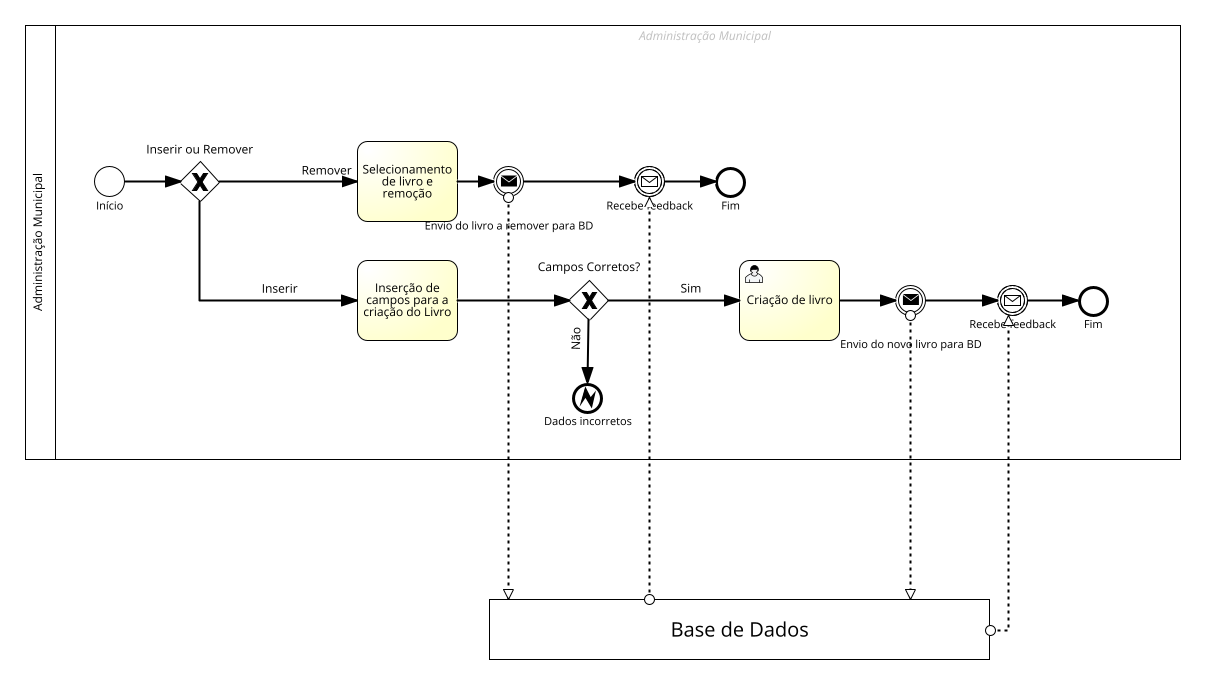 Administração Municipal
Administração Municipal
Inserir ou Remover
Início
Remover
Selecionamento
de livro e
remoção
Envio do livro a remover para BD
Recebe feedback
Fim
Inserir
Inserção de
campos para a
criação do Livro
Campos Corretos?
Sim
Não
Dados incorretos
Criação de livro
Envio do novo livro para BD
Recebe feedback
Fim
Base de Dados